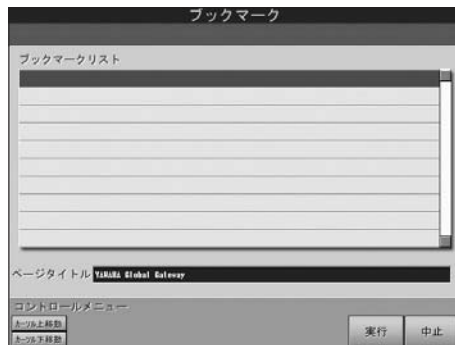 ブックマーク
ブックマークリスト
ページタイトル YAMAHA Global Gateway
コントロールメニュー
カーソル上移動
カーソル下移動
実行 中止